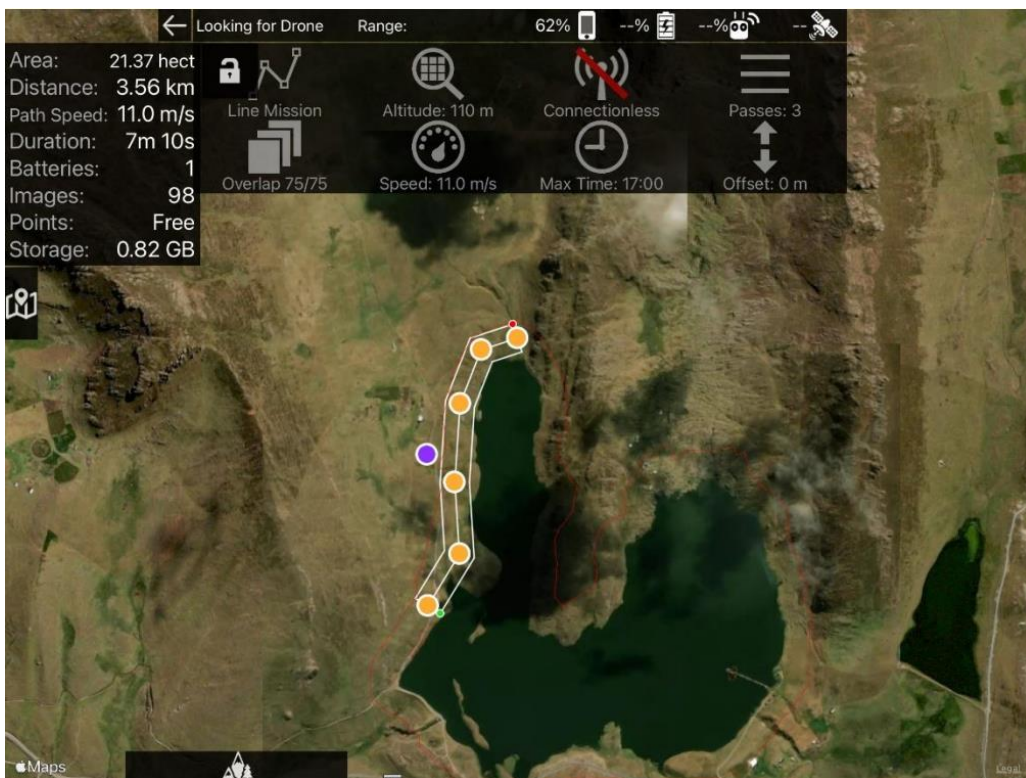 Looking for Drone Range: 62% --% --% --
Area: 21.37 hect
Distance: 3.56 km
Path Speed: 11.0 m/s
Duration: 7m 10s
Batteries: 1
Images: 98
Points: Free
Storage: 0.82 GB
Line Mission Altitude: 110 m Connectionless Passes: 3
Overlap 75/75 Speed: 11.0 m/s Max Time: 17:00 Offset: 0 m
Maps Legal